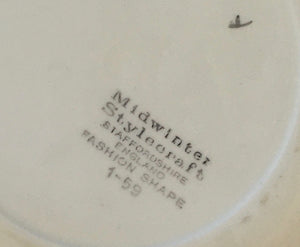 Midwinter
Stylecraft
STAFFORDSHIRE
ENGLAND
FASHION SHAPE
1-59